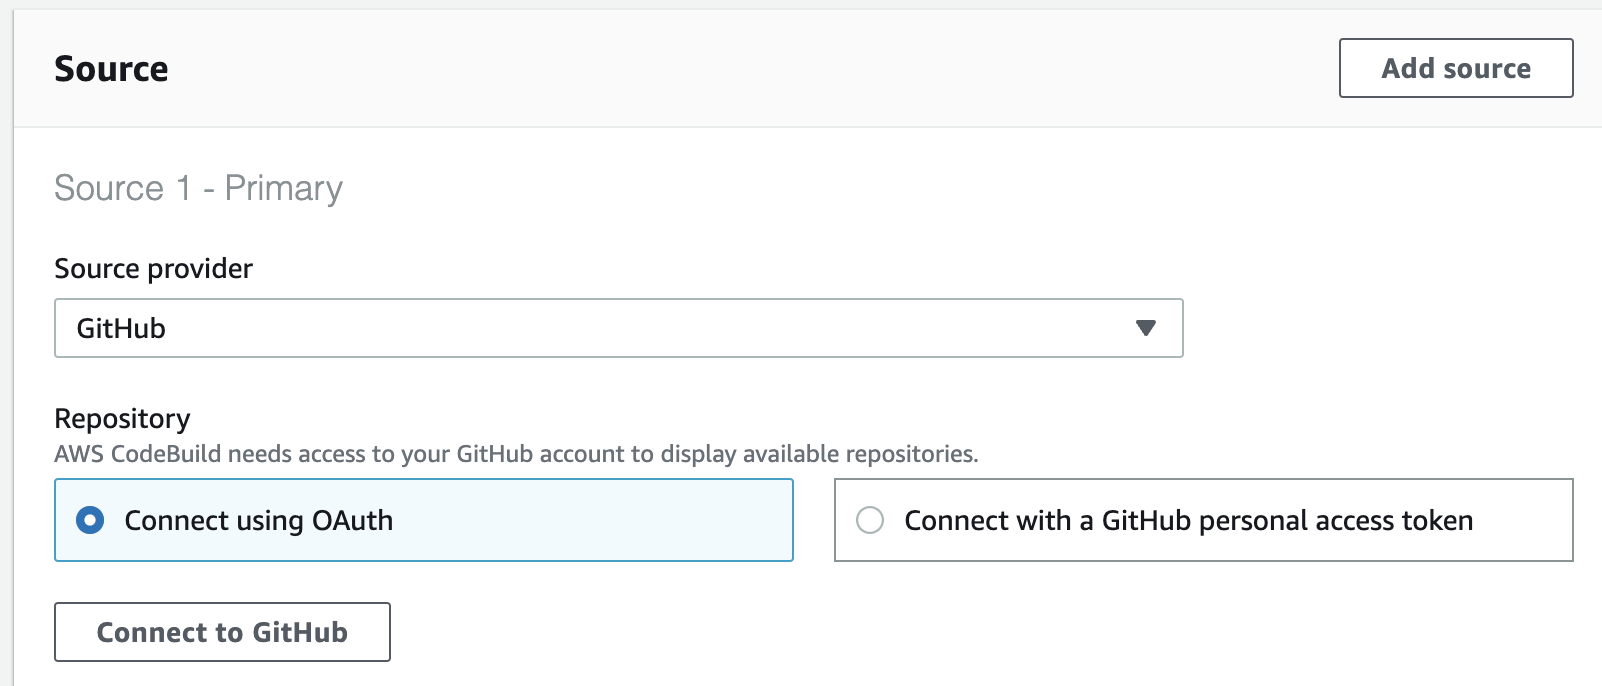 Source
Add source
Source 1 - Primary
Source provider
GitHub
Repository
AWS CodeBuild needs access to your GitHub account to display available repositories.
Connect using OAuth
Connect with a GitHub personal access token
Connect to GitHub